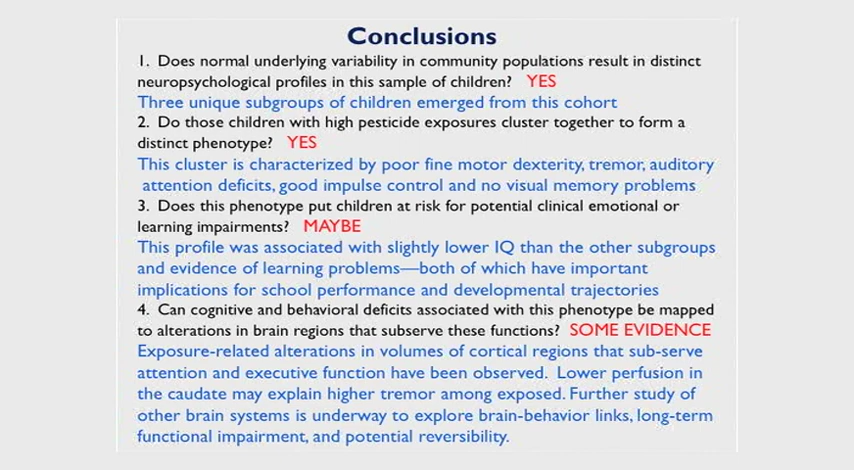 Conclusions
1. Does normal underlying variability in community populations result in distinct
neuropsychological profiles in this sample of children? YES
Three unique subgroups of children emerged from this cohort
2. Do those children with high pesticide exposures cluster together to form a
distinct phenotype? YES
This cluster is characterized by poor fine motor dexterity, tremor, auditory
attention deficits, good impulse control and no visual memory problems
3. Does this phenotype put children at risk for potential clinical emotional or
learning impairments? MAYBE
This profile was associated with slightly lower IQ than the other subgroups
and evidence of learning problems—both of which have important
implications for school performance and developmental trajectories
4. Can cognitive and behavioral deficits associated with this phenotype be mapped
to alterations in brain regions that subserve these functions? SOME EVIDENCE
Exposure-related alterations in volumes of cortical regions that sub-serve
attention and executive function have been observed. Lower perfusion in
the caudate may explain higher tremor among exposed. Further study of
other brain systems is underway to explore brain-behavior links, long-term
functional impairment, and potential reversibility.